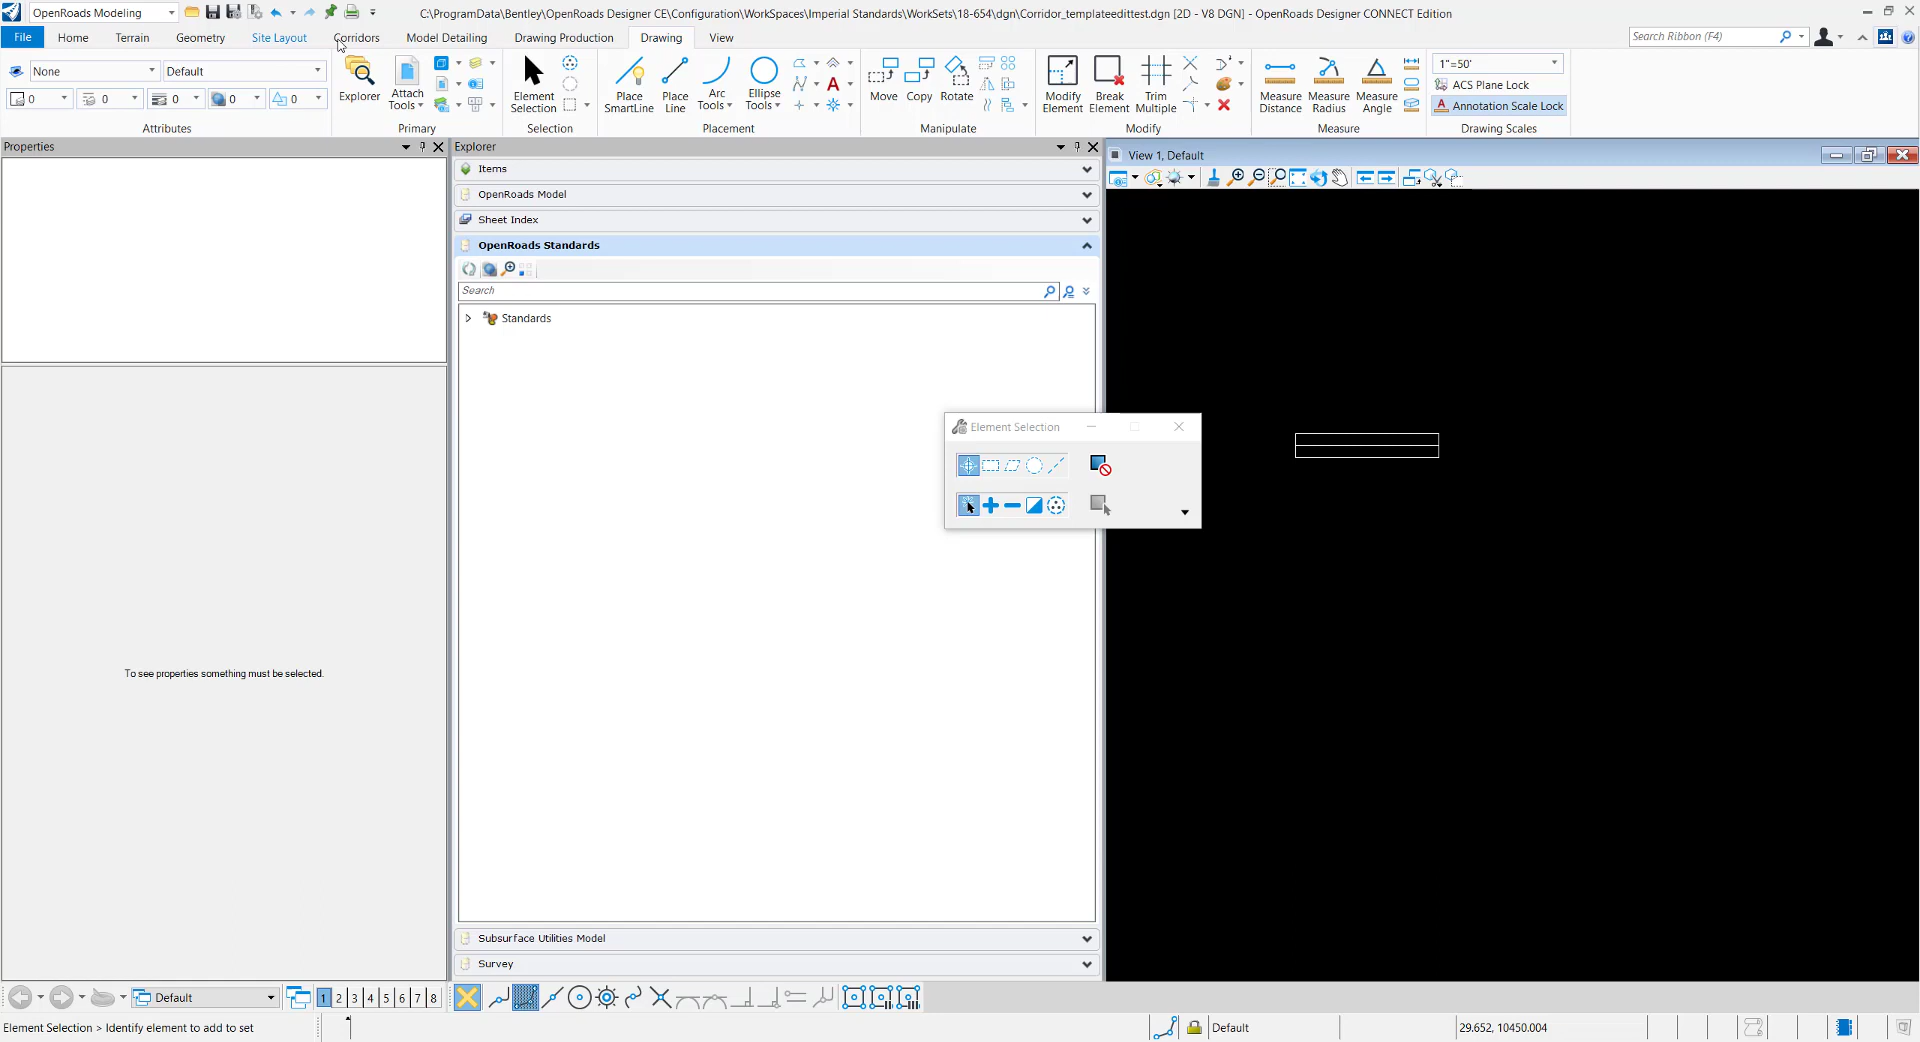 OpenRoads Modeling
C:\ProgramData\Bentley\OpenRoads Designer CE\Configuration\WorkSpaces\Imperial Standards\WorkSets\18-654\dgn\Corridor_templateedittest.dgn [2D - V8 DGN] - OpenRoads Designer CONNECT Edition
File Home Terrain Geometry Site Layout Corridors Model Detailing Drawing Production Drawing View
Search Ribbon (F4)
None Default
0 0 0 0 0
Attributes
Explorer
Attach Tools
Primary
Element Selection
Selection
Place SmartLine
Place Line
Arc Tools
Ellipse Tools
Placement
Move Copy Rotate
Manipulate
Modify Element
Break Element
Trim Multiple
Modify
Measure Distance
Measure Radius
Measure Angle
Measure
1"=50'
ACS Plane Lock
Annotation Scale Lock
Drawing Scales
Properties
To see properties something must be selected.
Explorer
Items
OpenRoads Model
Sheet Index
OpenRoads Standards
Search
Standards
Subsurface Utilities Model
Survey
View 1, Default
Element Selection
Default
1 2 3 4 5 6 7 8
Element Selection > Identify element to add to set
Default
29.652, 10450.004